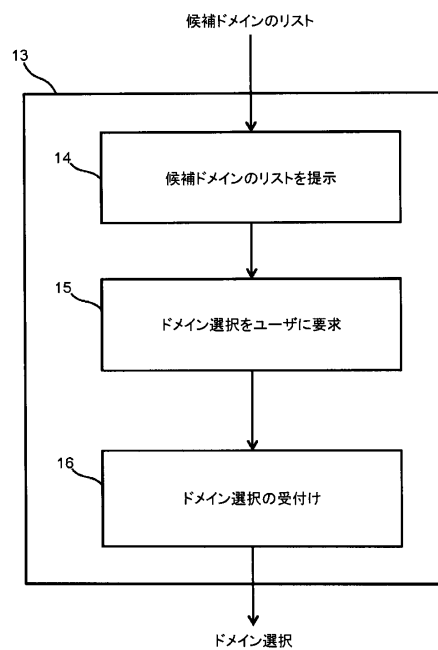 候補ドメインのリスト
13
14
候補ドメインのリストを提示
15
ドメイン選択をユーザに要求
16
ドメイン選択の受付け
ドメイン選択